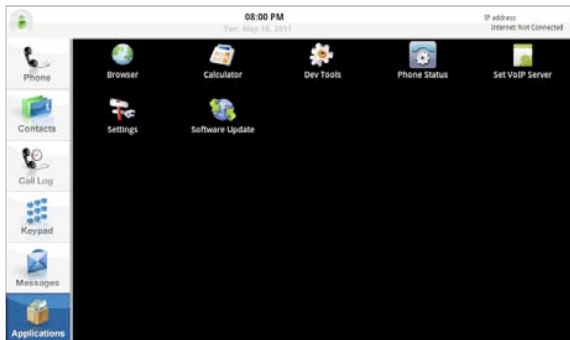 08:00 PM
Tue, May 10, 2011
IP address:
Internet: Not Connected
Phone
Contacts
Call Log
Keypad
Messages
Applications
Browser
Calculator
Dev Tools
Phone Status
Set VoIP Server
Settings
Software Update